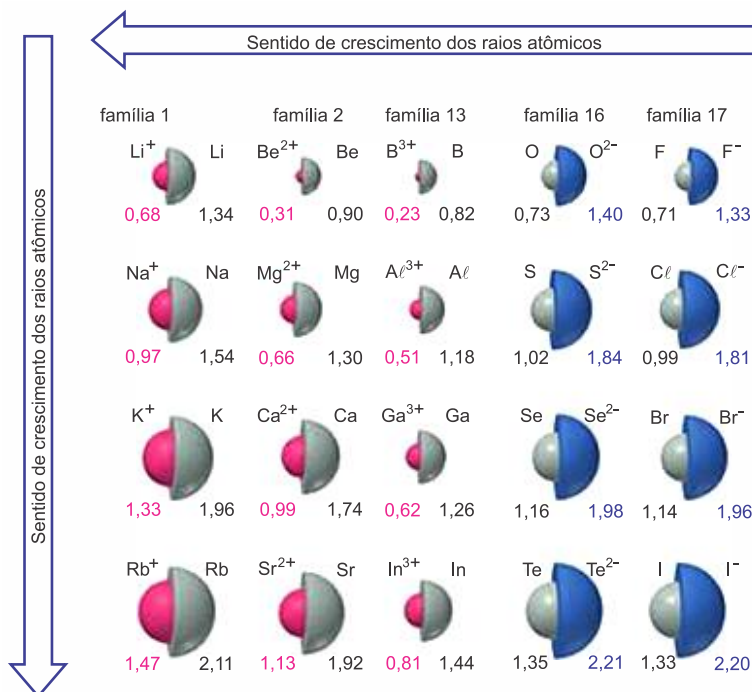 Sentido de crescimento dos raios atômicos
Sentido de crescimento dos raios atômicos
família 1 família 2 família 13 família 16 família 17
Li⁺ Li Be²⁺ Be B³⁺ B O O²⁻ F F⁻
0,68 1,34 0,31 0,90 0,23 0,82 0,73 1,40 0,71 1,33
Na⁺ Na Mg²⁺ Mg Aℓ³⁺ Aℓ S S²⁻ Cℓ Cℓ⁻
0,97 1,54 0,66 1,30 0,51 1,18 1,02 1,84 0,99 1,81
K⁺ K Ca²⁺ Ca Ga³⁺ Ga Se Se²⁻ Br Br⁻
1,33 1,96 0,99 1,74 0,62 1,26 1,16 1,98 1,14 1,96
Rb⁺ Rb Sr²⁺ Sr In³⁺ In Te Te²⁻ I I⁻
1,47 2,11 1,13 1,92 0,81 1,44 1,35 2,21 1,33 2,20